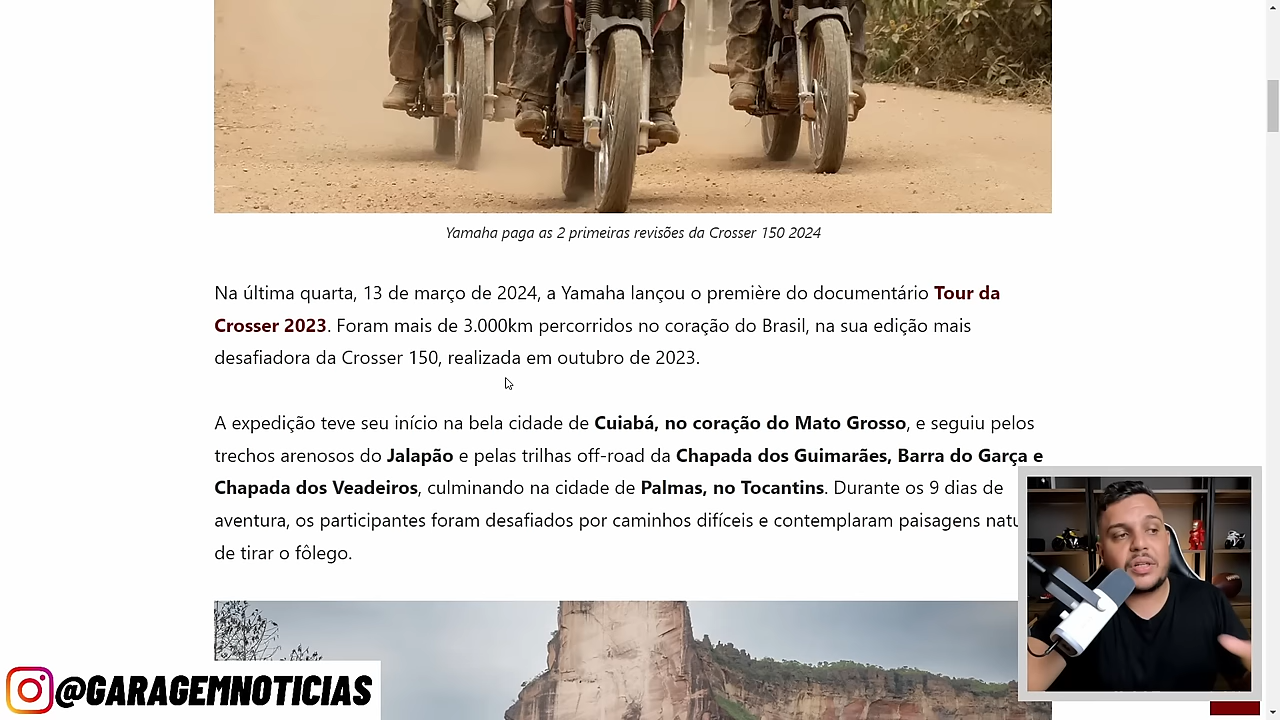 Yamaha paga as 2 primeiras revisões da Crosser 150 2024
Na última quarta, 13 de março de 2024, a Yamaha lançou o première do documentário Tour da
Crosser 2023. Foram mais de 3.000km percorridos no coração do Brasil, na sua edição mais
desafiadora da Crosser 150, realizada em outubro de 2023.
A expedição teve seu início na bela cidade de Cuiabá, no coração do Mato Grosso, e seguiu pelos
trechos arenosos do Jalapão e pelas trilhas off-road da Chapada dos Guimarães, Barra do Garça e
Chapada dos Veadeiros, culminando na cidade de Palmas, no Tocantins. Durante os 9 dias de
aventura, os participantes foram desafiados por caminhos difíceis e contemplaram paisagens natu
de tirar o fôlego.
@GARAGEMNOTICIAS